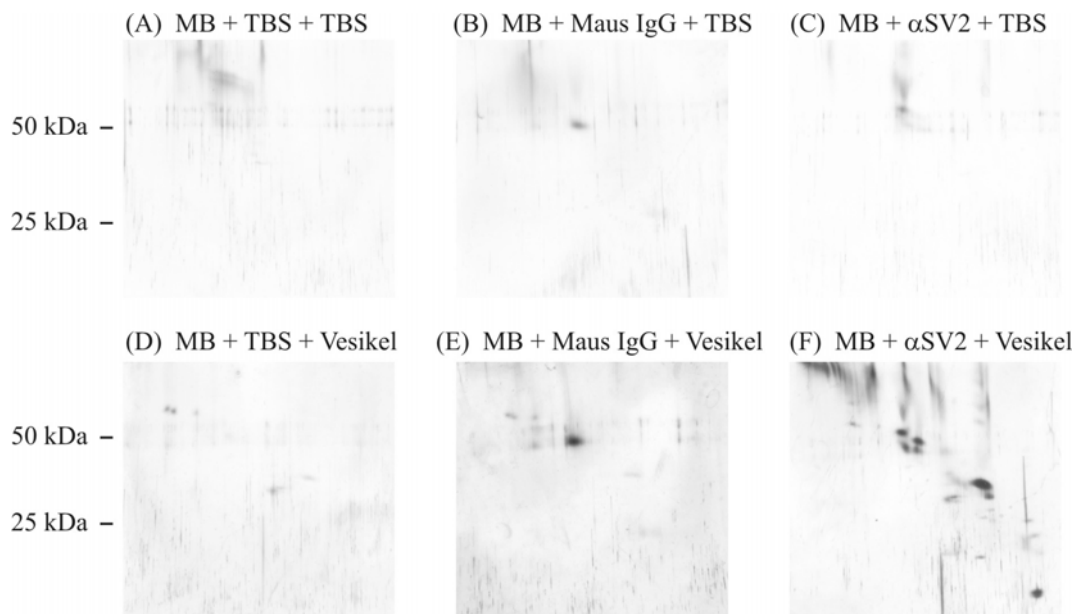 (A) MB + TBS + TBS
(B) MB + Maus IgG + TBS
(C) MB + αSV2 + TBS
50 kDa –
25 kDa –
(D) MB + TBS + Vesikel
(E) MB + Maus IgG + Vesikel
(F) MB + αSV2 + Vesikel
50 kDa –
25 kDa –